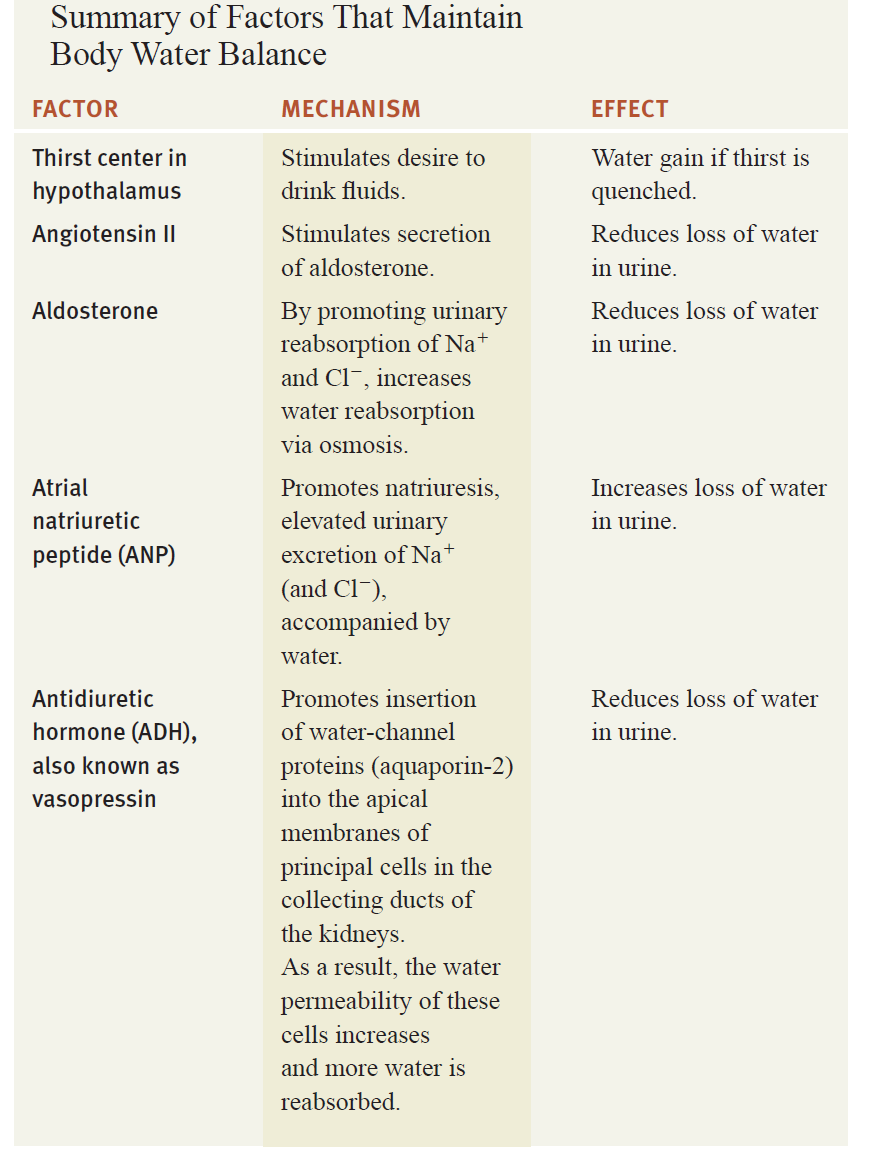 Summary of Factors That Maintain
Body Water Balance
FACTOR MECHANISM EFFECT
Thirst center in
hypothalamus
Stimulates desire to
drink fluids.
Water gain if thirst is
quenched.
Angiotensin II
Stimulates secretion
of aldosterone.
Reduces loss of water
in urine.
Aldosterone
By promoting urinary
reabsorption of Na⁺
and Cl⁻, increases
water reabsorption
via osmosis.
Reduces loss of water
in urine.
Atrial
natriuretic
peptide (ANP)
Promotes natriuresis,
elevated urinary
excretion of Na⁺
(and Cl⁻),
accompanied by
water.
Increases loss of water
in urine.
Antidiuretic
hormone (ADH),
also known as
vasopressin
Promotes insertion
of water-channel
proteins (aquaporin-2)
into the apical
membranes of
principal cells in the
collecting ducts of
the kidneys.
As a result, the water
permeability of these
cells increases
and more water is
reabsorbed.
Reduces loss of water
in urine.